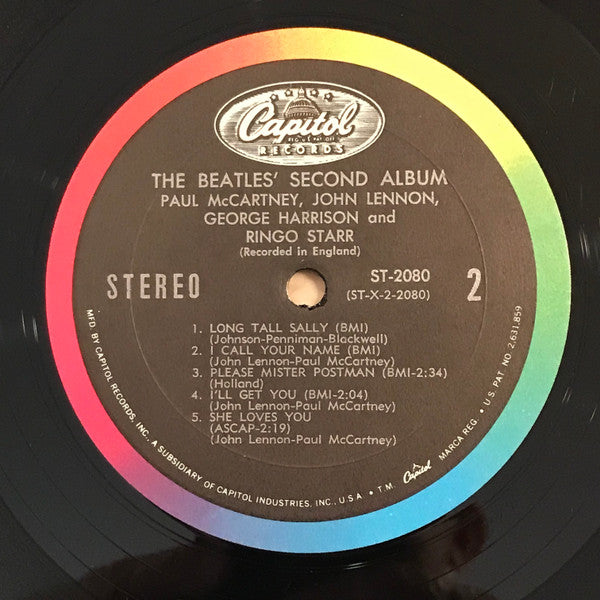 Capitol
REG. U.S. PAT. OFF.
RECORDS
THE BEATLES' SECOND ALBUM
PAUL McCARTNEY, JOHN LENNON,
GEORGE HARRISON and
RINGO STARR
(Recorded in England)
STEREO
ST-2080
(ST-X-2-2080)
2
1. LONG TALL SALLY (BMI)
(Johnson-Penniman-Blackwell)
2. I CALL YOUR NAME (BMI)
(John Lennon-Paul McCartney)
3. PLEASE MISTER POSTMAN (BMI-2:34)
(Holland)
4. I'LL GET YOU (BMI-2:04)
(John Lennon-Paul McCartney)
5. SHE LOVES YOU
(ASCAP-2:19)
(John Lennon-Paul McCartney)
MFD. BY CAPITOL RECORDS, INC., A SUBSIDIARY OF CAPITOL INDUSTRIES, INC., U.S.A. • T.M. Capitol MARCA REG. • U.S. PAT. NO. 2,631,859